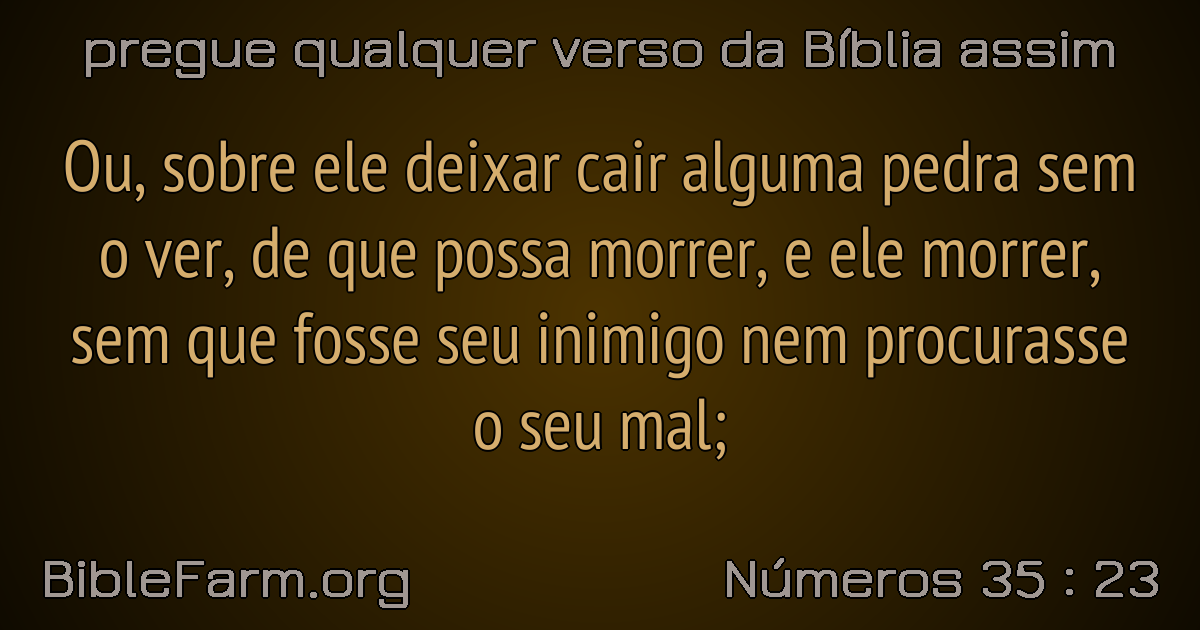 pregue qualquer verso da Bíblia assim
Ou, sobre ele deixar cair alguma pedra sem
o ver, de que possa morrer, e ele morrer,
sem que fosse seu inimigo nem procurasse
o seu mal;
BibleFarm.org
Números 35 : 23